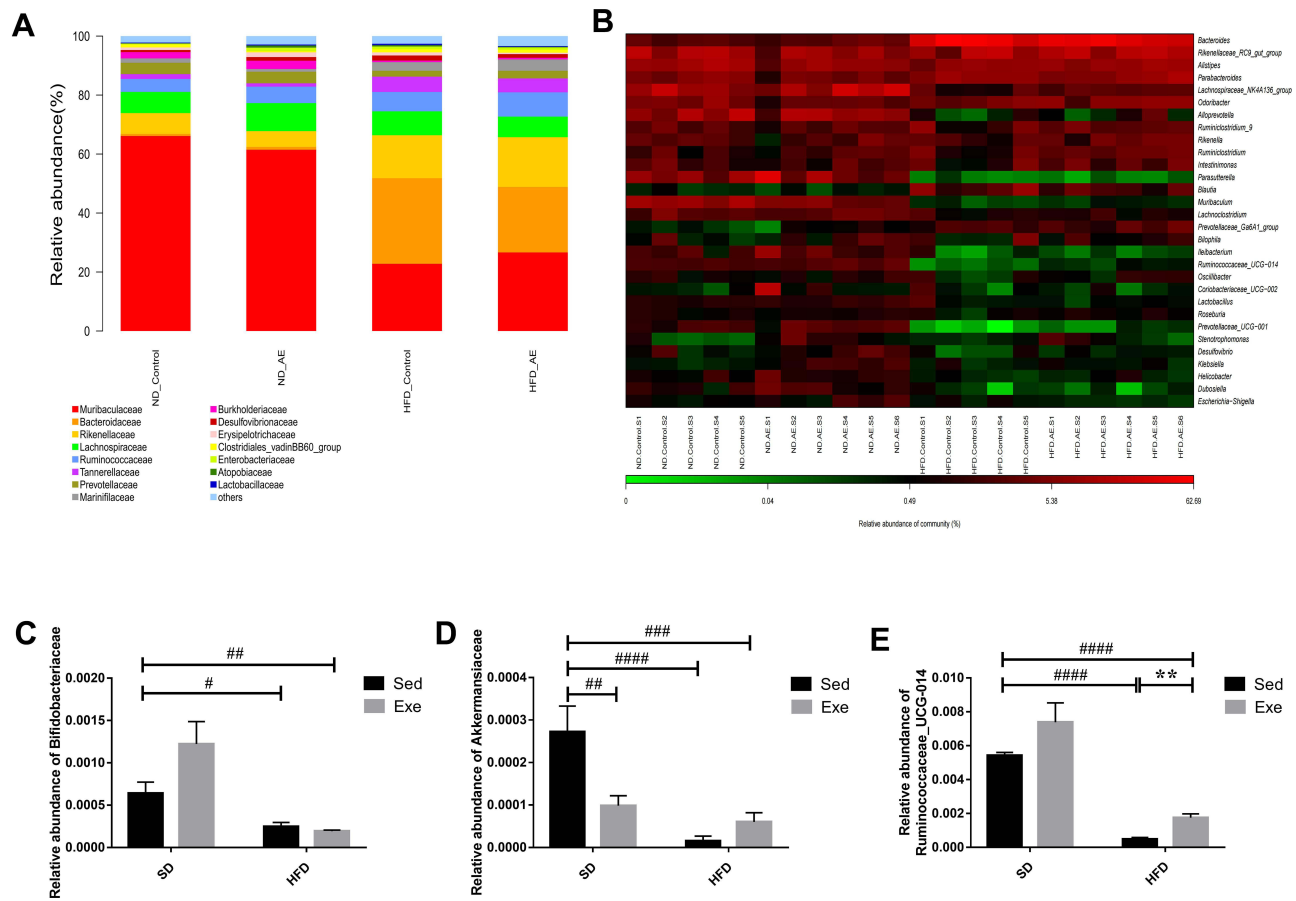 A
Relative abundance(%)
100
80
60
40
20
0
ND_Control
ND_AE
HFD_Control
HFD_AE
Muribaculaceae
Bacteroidaceae
Rikenellaceae
Lachnospiraceae
Ruminococcaceae
Tannerellaceae
Prevotellaceae
Marinifilaceae
Burkholderiaceae
Desulfovibrionaceae
Erysipelotrichaceae
Clostridiales_vadinBB60_group
Enterobacteriaceae
Atopobiaceae
Lactobacillaceae
others
B
Bacteroides
Rikenellaceae_RC9_gut_group
Alistipes
Parabacteroides
Lachnospiraceae_NK4A136_group
Odoribacter
Alloprevotella
Ruminiclostridium_9
Rikenella
Ruminiclostridium
Intestinimonas
Parasutterella
Blautia
Muribaculum
Lachnoclostridium
Prevotellaceae_Ga6A1_group
Bilophila
Ileibacterium
Ruminococcaceae_UCG−014
Oscillibacter
Coriobacteriaceae_UCG−002
Lactobacillus
Roseburia
Prevotellaceae_UCG−001
Stenotrophomonas
Desulfovibrio
Klebsiella
Helicobacter
Dubosiella
Escherichia−Shigella
ND.Control.S1
ND.Control.S2
ND.Control.S3
ND.Control.S4
ND.Control.S5
ND.AE.S1
ND.AE.S2
ND.AE.S3
ND.AE.S4
ND.AE.S5
ND.AE.S6
HFD.Control.S1
HFD.Control.S2
HFD.Control.S3
HFD.Control.S4
HFD.Control.S5
HFD.AE.S1
HFD.AE.S2
HFD.AE.S3
HFD.AE.S4
HFD.AE.S5
HFD.AE.S6
0 0.04 0.49 5.38 62.69
Relative abundance of community (%)
C
Relative abundance of Bifidobacteriaceae
0.0020
0.0015
0.0010
0.0005
0.0000
##
#
Sed
Exe
SD
HFD
D
Relative abundance of Akkermansiaceae
0.0004
0.0003
0.0002
0.0001
0.0000
###
####
##
Sed
Exe
SD
HFD
E
Relative abundance of
Ruminococcaceae_UCG-014
0.010
0.008
0.006
0.004
0.002
0.000
####
#### **
Sed
Exe
SD
HFD